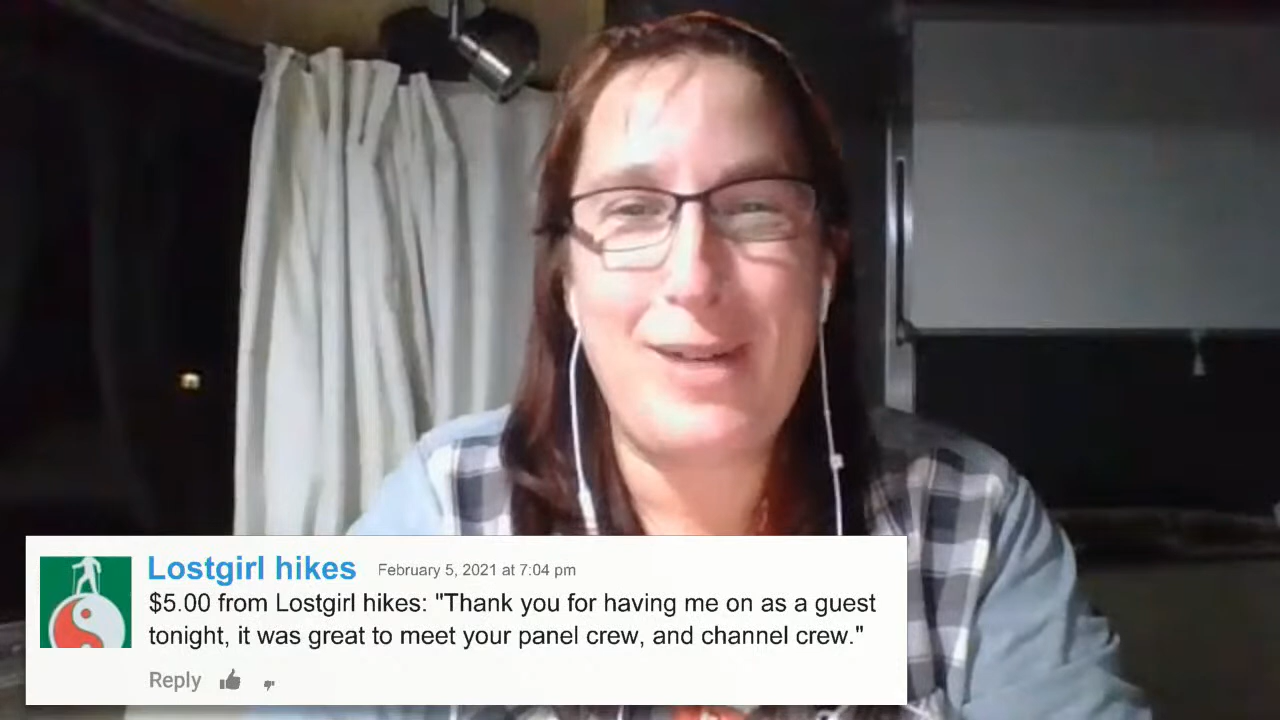 Lostgirl hikes February 5, 2021 at 7:04 pm
$5.00 from Lostgirl hikes: "Thank you for having me on as a guest
tonight, it was great to meet your panel crew, and channel crew."
Reply